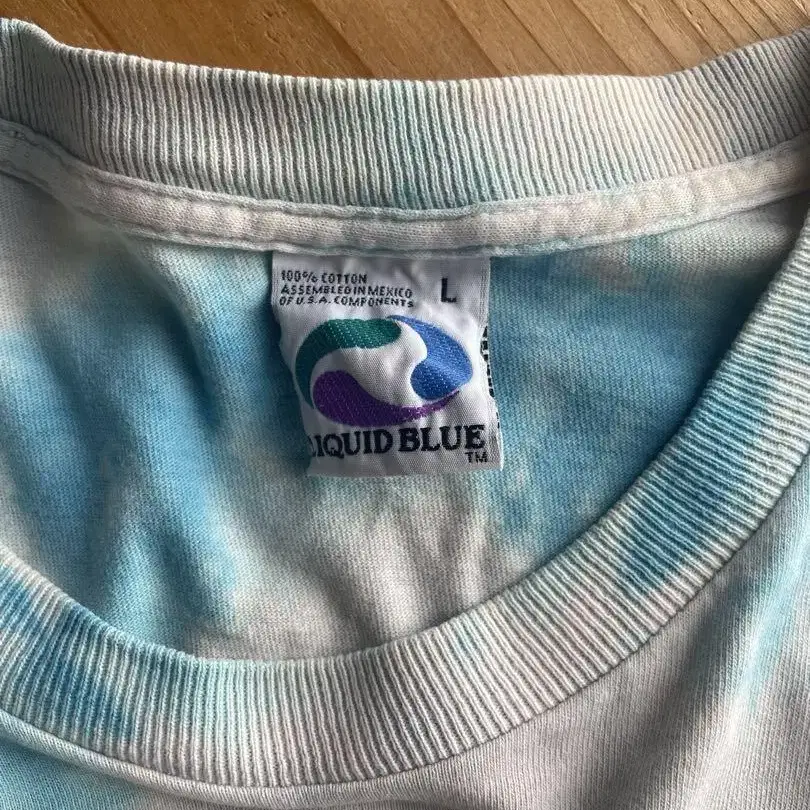 100% COTTON
ASSEMBLED IN MEXICO
OF U.S.A. COMPONENTS
L
LIQUID BLUE
TM